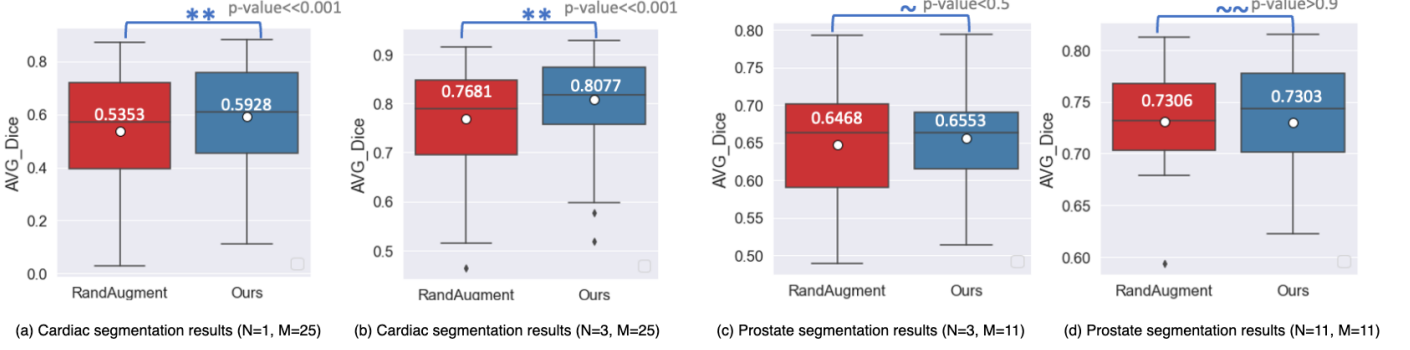 ** p-value<<0.001
AVG_Dice
0.8
0.6
0.4
0.2
0.0
0.5353
0.5928
RandAugment Ours
(a) Cardiac segmentation results (N=1, M=25)
** p-value<<0.001
AVG_Dice
0.9
0.8
0.7
0.6
0.5
0.7681
0.8077
RandAugment Ours
(b) Cardiac segmentation results (N=3, M=25)
~ p-value<0.5
AVG_Dice
0.80
0.75
0.70
0.65
0.60
0.55
0.50
0.6468
0.6553
RandAugment Ours
(c) Prostate segmentation results (N=3, M=11)
~~ p-value>0.9
AVG_Dice
0.80
0.75
0.70
0.65
0.60
0.7306
0.7303
RandAugment Ours
(d) Prostate segmentation results (N=11, M=11)